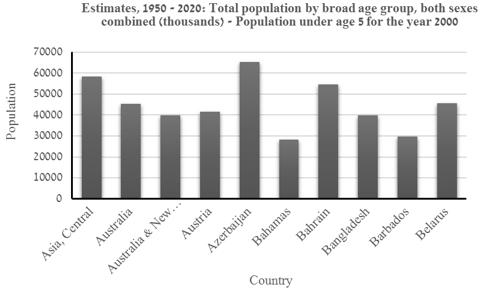 Estimates, 1950 - 2020: Total population by broad age group, both sexes
combined (thousands) - Population under age 5 for the year 2000
70000
60000
50000
40000
30000
20000
10000
0
Population
Asia, Central
Australia
Australia & New...
Austria
Azerbaijan
Bahamas
Bahrain
Bangladesh
Barbados
Belarus
Country